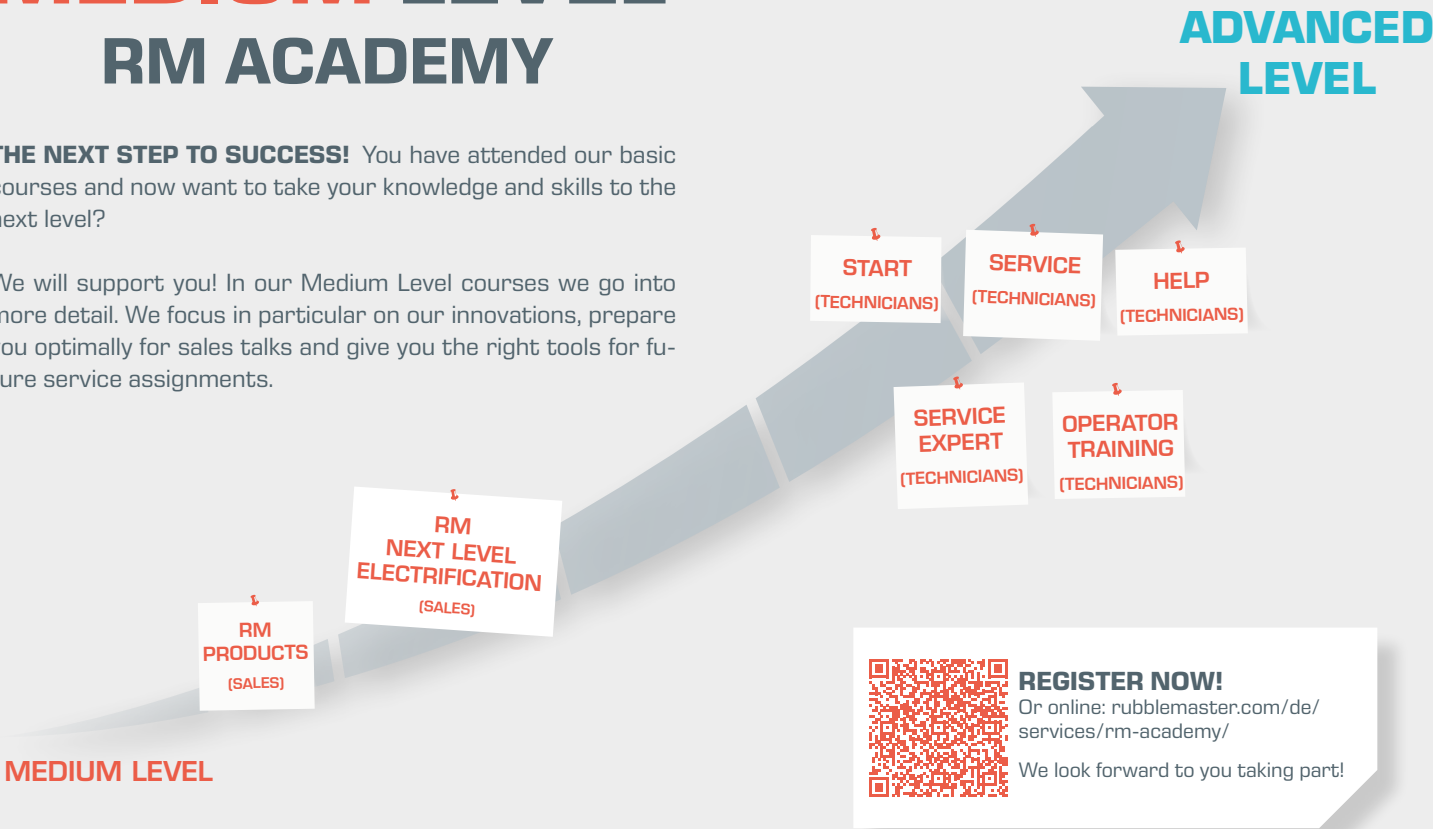 MEDIUM LEVEL
RM ACADEMY
THE NEXT STEP TO SUCCESS! You have attended our basic
courses and now want to take your knowledge and skills to the
next level?
We will support you! In our Medium Level courses we go into
more detail. We focus in particular on our innovations, prepare
you optimally for sales talks and give you the right tools for fu-
ture service assignments.
ADVANCED
LEVEL
START
(TECHNICIANS)
SERVICE
(TECHNICIANS)
HELP
(TECHNICIANS)
SERVICE
EXPERT
(TECHNICIANS)
OPERATOR
TRAINING
(TECHNICIANS)
RM
NEXT LEVEL
ELECTRIFICATION
(SALES)
RM
PRODUCTS
(SALES)
MEDIUM LEVEL
REGISTER NOW!
Or online: rubblemaster.com/de/
services/rm-academy/
We look forward to you taking part!